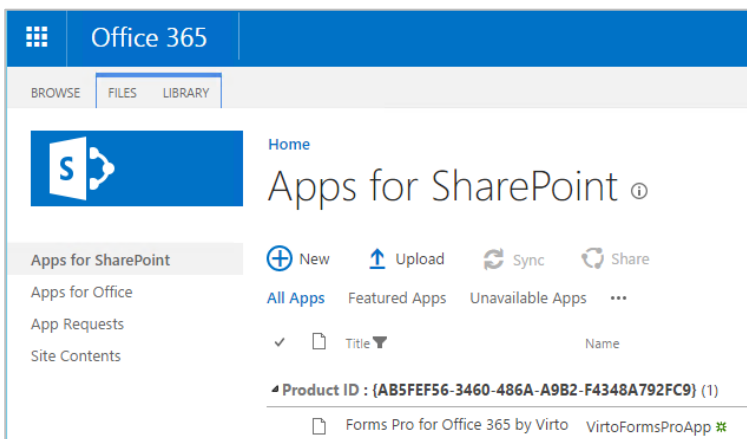 Office 365
BROWSE FILES LIBRARY
S
Home
Apps for SharePoint
Apps for SharePoint
Apps for Office
App Requests
Site Contents
New Upload Sync Share
All Apps Featured Apps Unavailable Apps •••
Title Name
Product ID : {AB5FEF56-3460-486A-A9B2-F4348A792FC9} (1)
Forms Pro for Office 365 by Virto VirtoFormsProApp